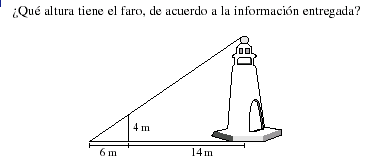 ¿Qué altura tiene el faro, de acuerdo a la información entregada?
4 m
6 m
14 m